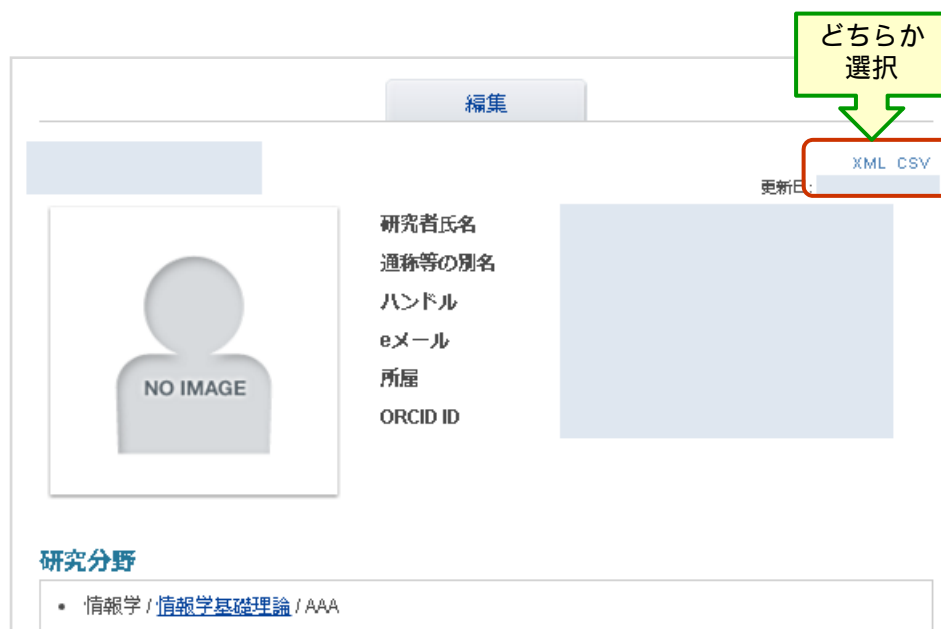 どちらか
選択
編集
XML CSV
更新日:
研究者氏名
通称等の別名
ハンドル
eメール
所属
ORCID ID
NO IMAGE
研究分野
• 情報学 / 情報学基礎理論 / AAA